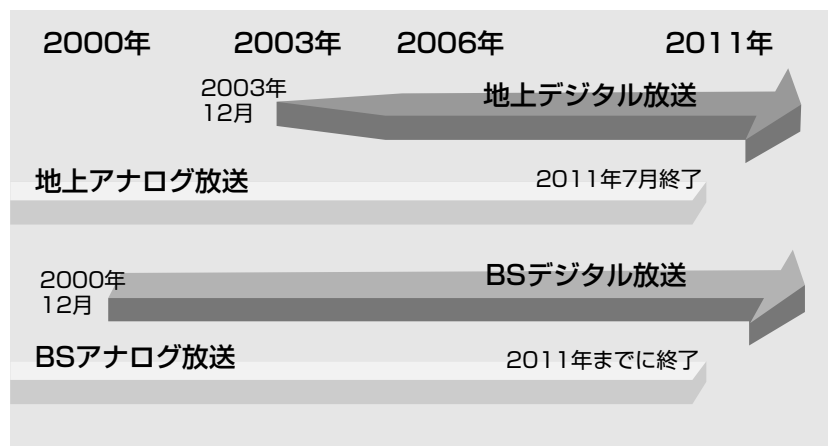 2000年 2003年 2006年 2011年
2003年
12月
地上デジタル放送
地上アナログ放送
2011年7月終了
2000年
12月
BSデジタル放送
BSアナログ放送
2011年までに終了